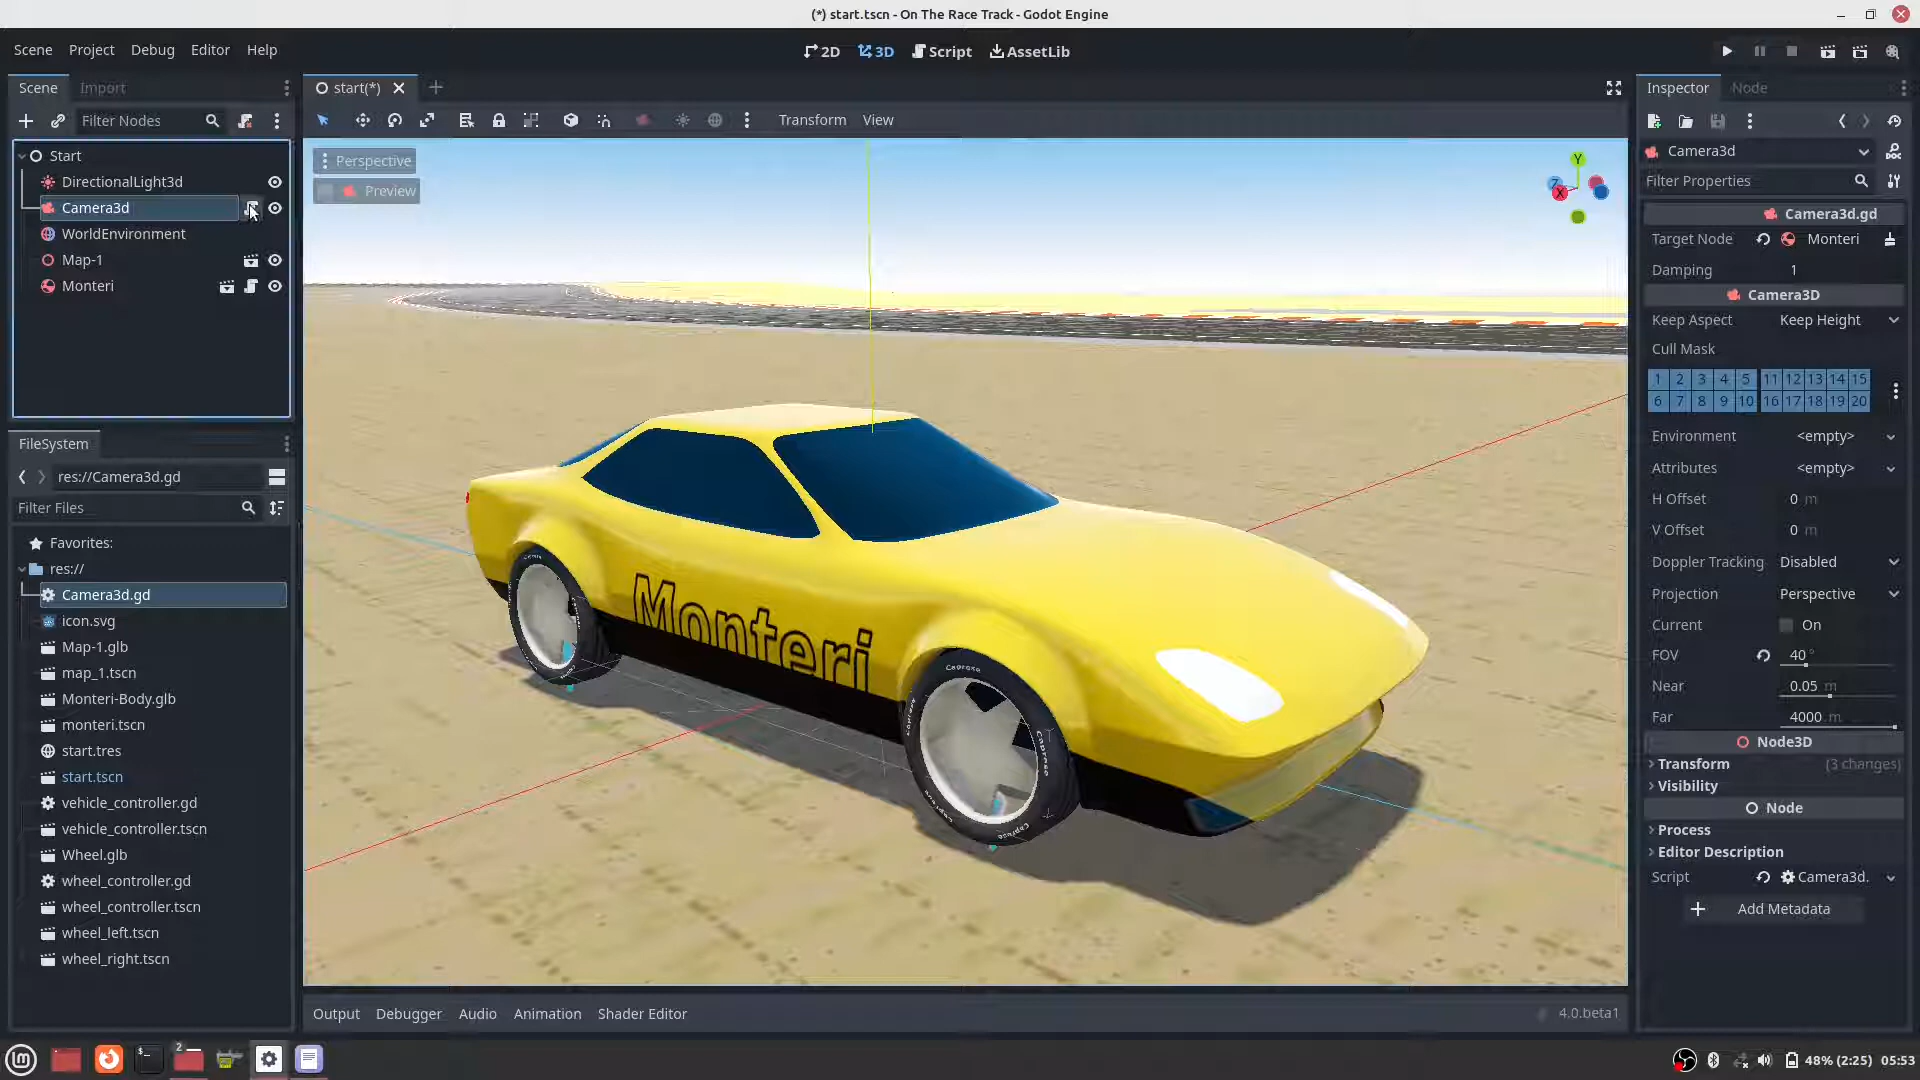 (*) start.tscn - On The Race Track - Godot Engine
Scene Project Debug Editor Help
2D 3D Script AssetLib
Scene Import
start(*)
Inspector Node
Filter Nodes
Transform View
Perspective
Preview
Y
Z
X
Start
DirectionalLight3d
Camera3d
WorldEnvironment
Map-1
Monteri
FileSystem
res://Camera3d.gd
Filter Files
Favorites:
res://
Camera3d.gd
icon.svg
Map-1.glb
map_1.tscn
Monteri-Body.glb
monteri.tscn
start.tres
start.tscn
vehicle_controller.gd
vehicle_controller.tscn
Wheel.glb
wheel_controller.gd
wheel_controller.tscn
wheel_left.tscn
wheel_right.tscn
Monteri
Caprose
Caprose
Caprose
Output Debugger Audio Animation Shader Editor
4.0.beta1
Camera3d
Filter Properties
Camera3d.gd
Target Node Monteri
Damping 1
Camera3D
Keep Aspect Keep Height
Cull Mask
1 2 3 4 5 11 12 13 14 15
6 7 8 9 10 16 17 18 19 20
Environment <empty>
Attributes <empty>
H Offset 0 m
V Offset 0 m
Doppler Tracking Disabled
Projection Perspective
Current On
FOV 40 °
Near 0.05 m
Far 4000 m
Node3D
Transform (3 changes)
Visibility
Node
Process
Editor Description
Script Camera3d.
Add Metadata
2
48% (2:25) 05:53